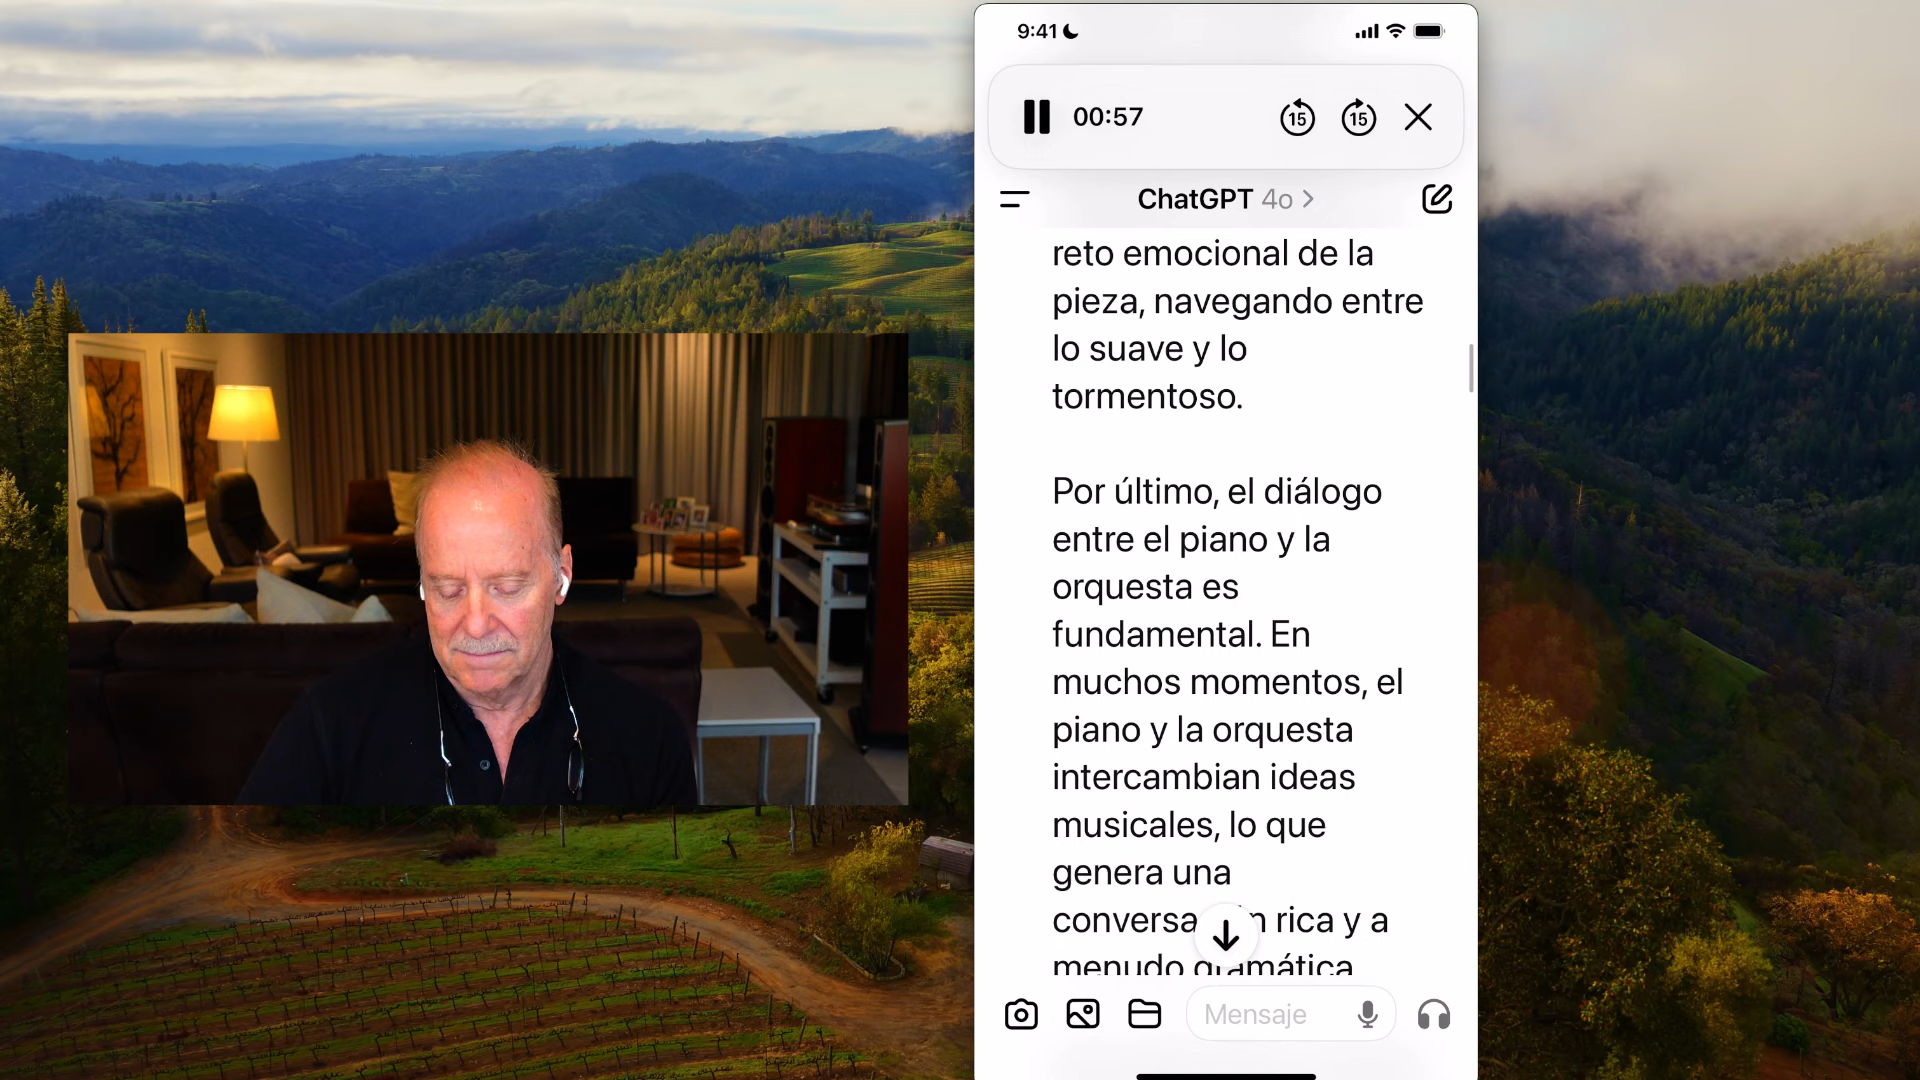 9:41
00:57
15
15
ChatGPT 4o
reto emocional de la
pieza, navegando entre
lo suave y lo
tormentoso.
Por último, el diálogo
entre el piano y la
orquesta es
fundamental. En
muchos momentos, el
piano y la orquesta
intercambian ideas
musicales, lo que
genera una
rica y a
menudo dramática
Mensaje